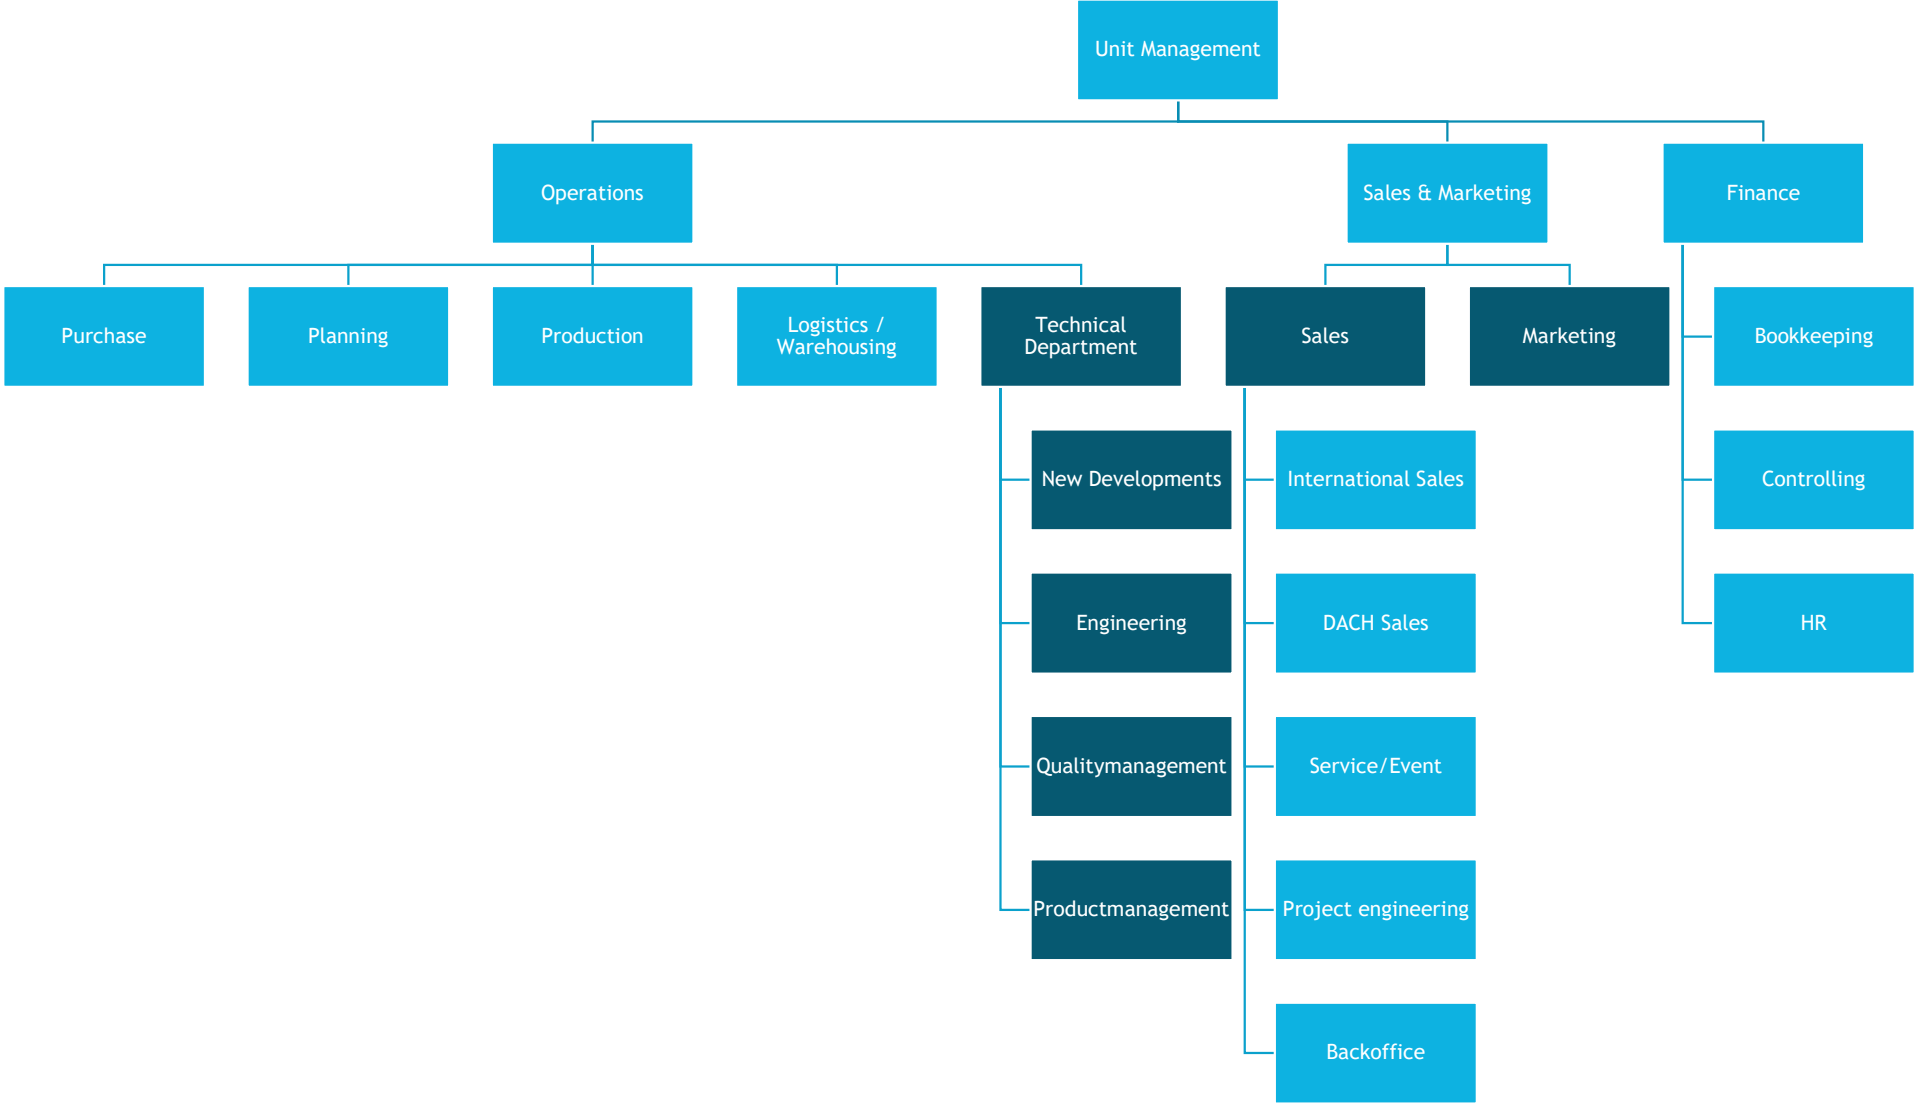 Unit Management
Operations
Sales & Marketing
Finance
Purchase
Planning
Production
Logistics /
Warehousing
Technical
Department
Sales
Marketing
Bookkeeping
New Developments
International Sales
Controlling
Engineering
DACH Sales
HR
Qualitymanagement
Service/Event
Productmanagement
Project engineering
Backoffice